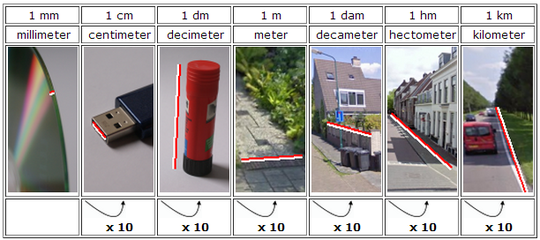 1 mm 1 cm 1 dm 1 m 1 dam 1 hm 1 km
millimeter centimeter decimeter meter decameter hectometer kilometer
x 10 x 10 x 10 x 10 x 10 x 10